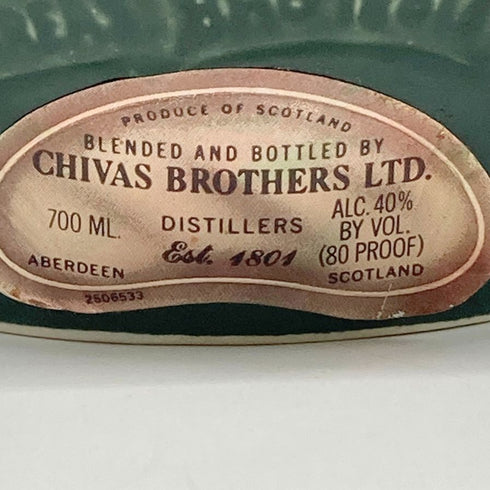 PRODUCE OF SCOTLAND
BLENDED AND BOTTLED BY
CHIVAS BROTHERS LTD.
700 ML.
DISTILLERS
Est. 1801
ALC. 40%
BY VOL.
(80 PROOF)
ABERDEEN
SCOTLAND
2506533